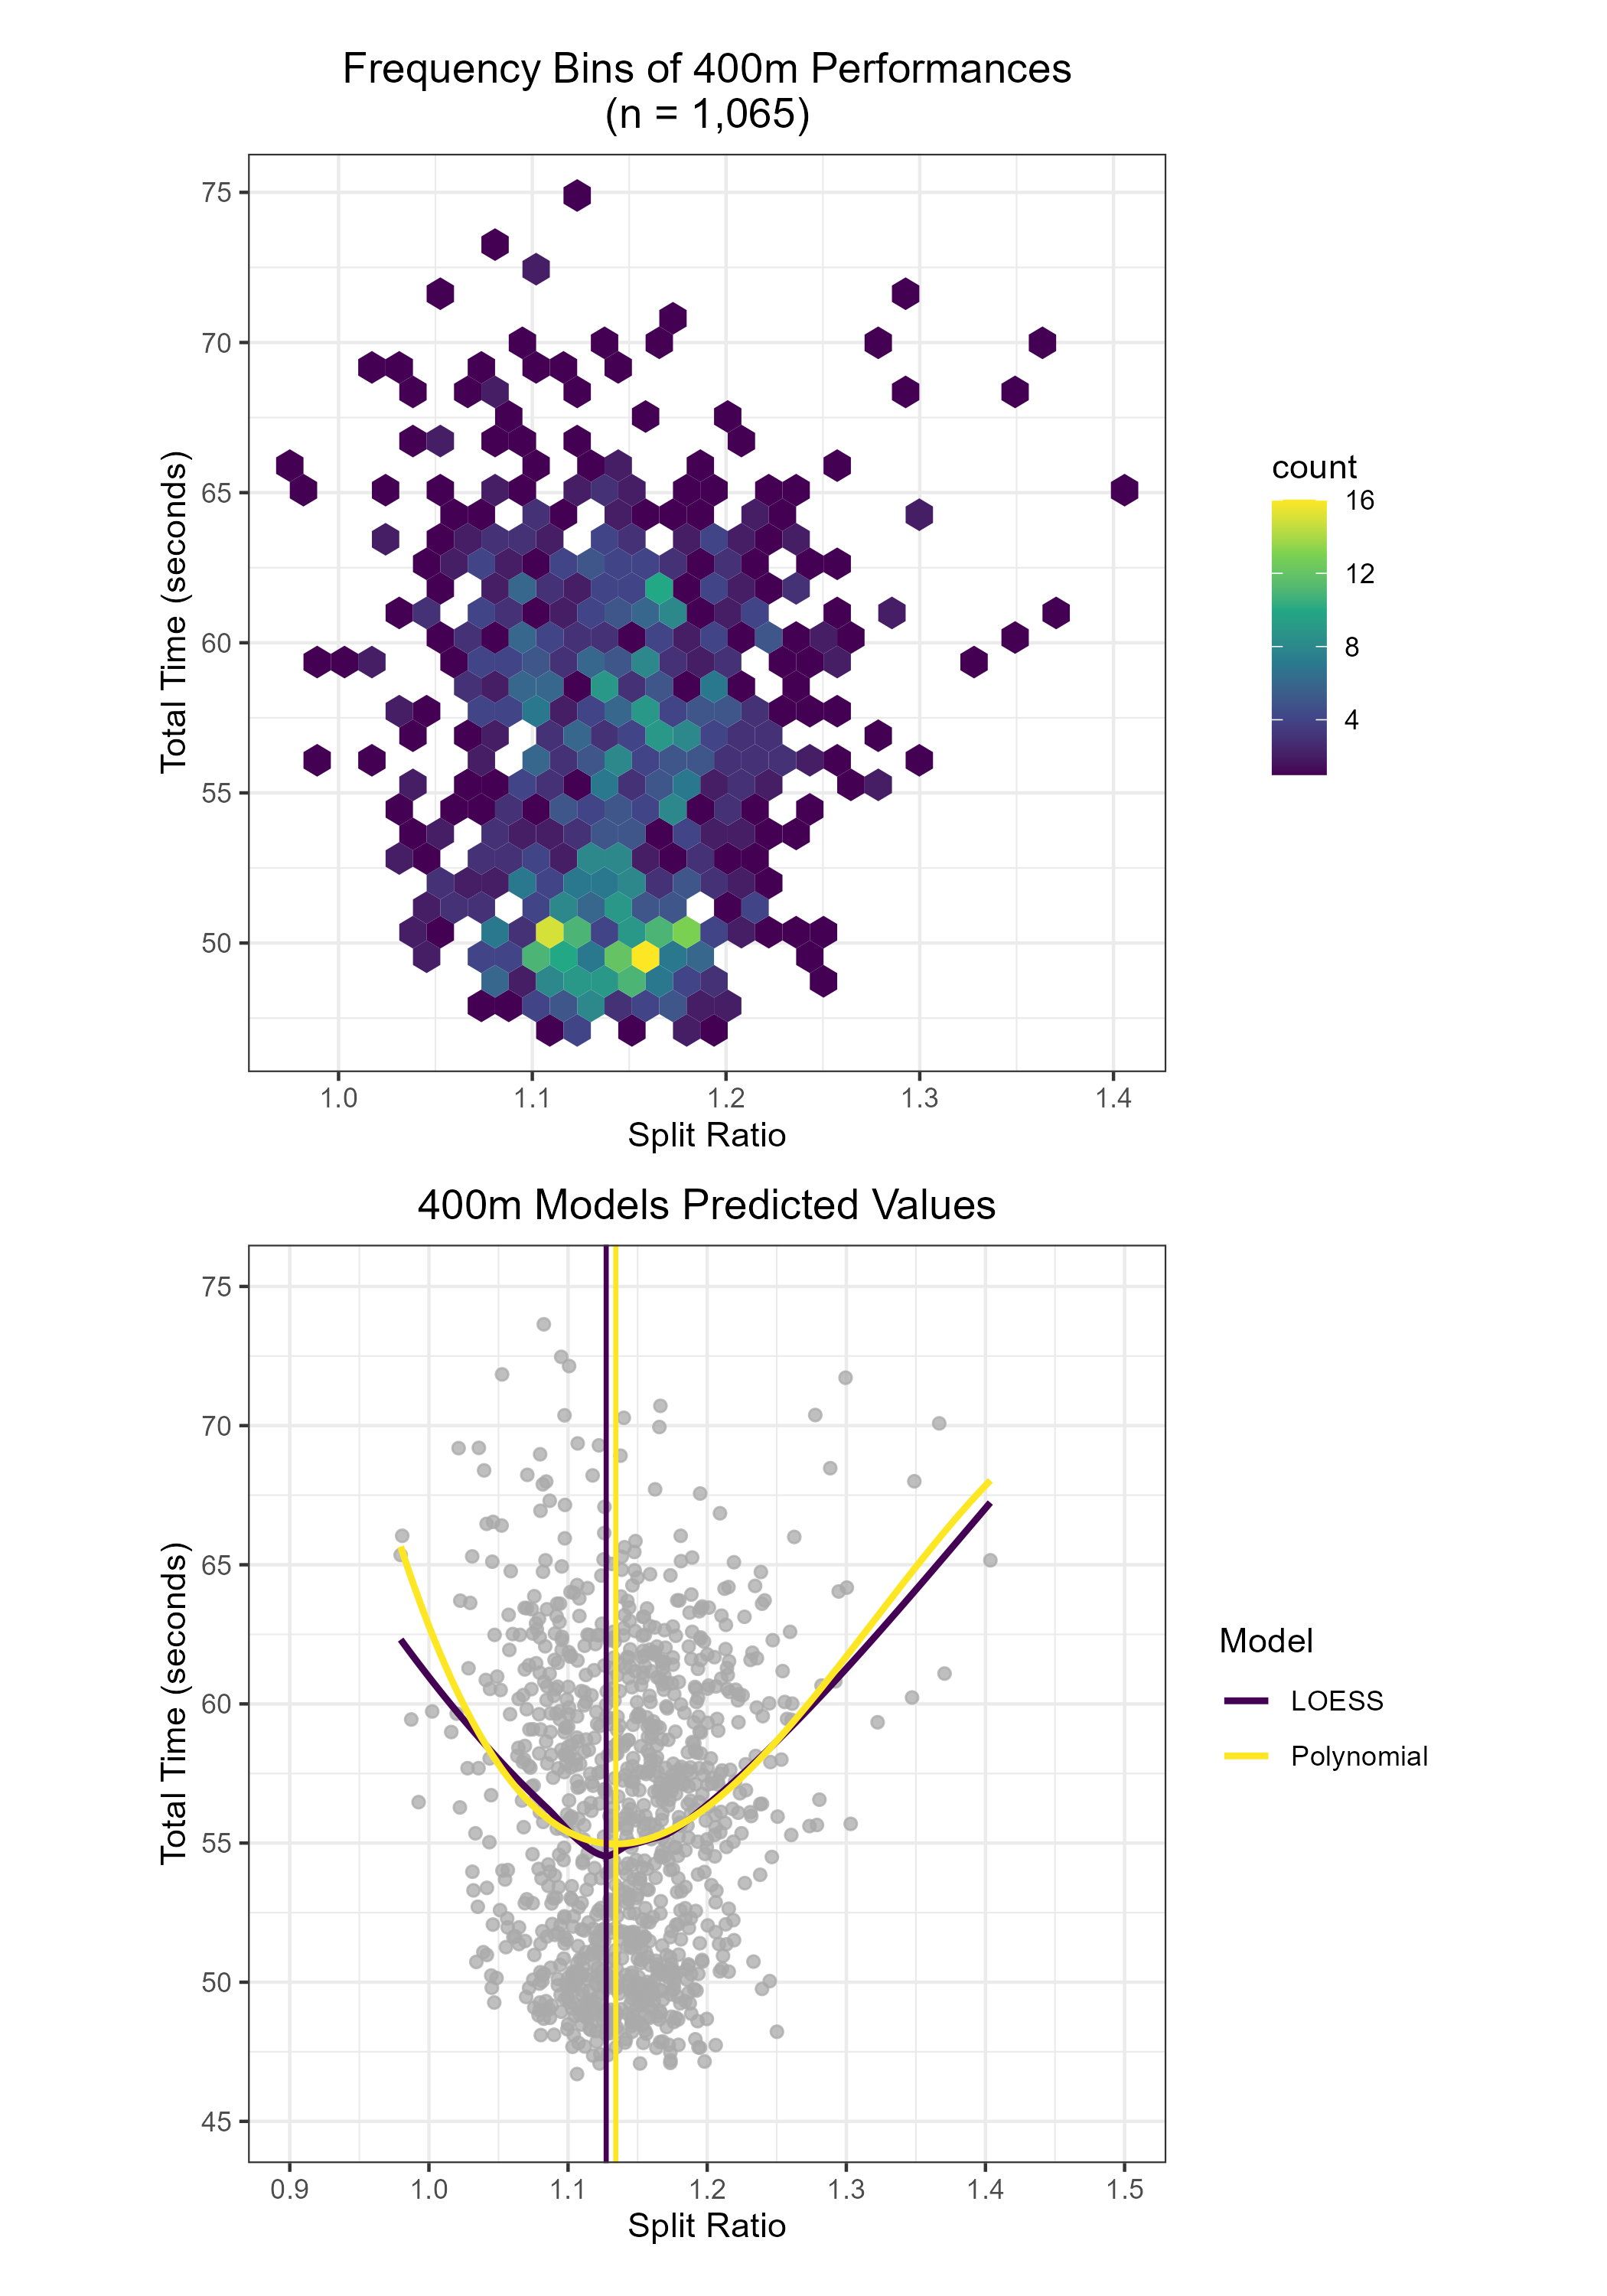 Frequency Bins of 400m Performances
(n = 1,065)
Total Time (seconds)
75
70
65
60
55
50
1.0 1.1 1.2 1.3 1.4
Split Ratio
count
16
12
8
4
400m Models Predicted Values
Total Time (seconds)
75
70
65
60
55
50
45
0.9 1.0 1.1 1.2 1.3 1.4 1.5
Split Ratio
Model
LOESS
Polynomial